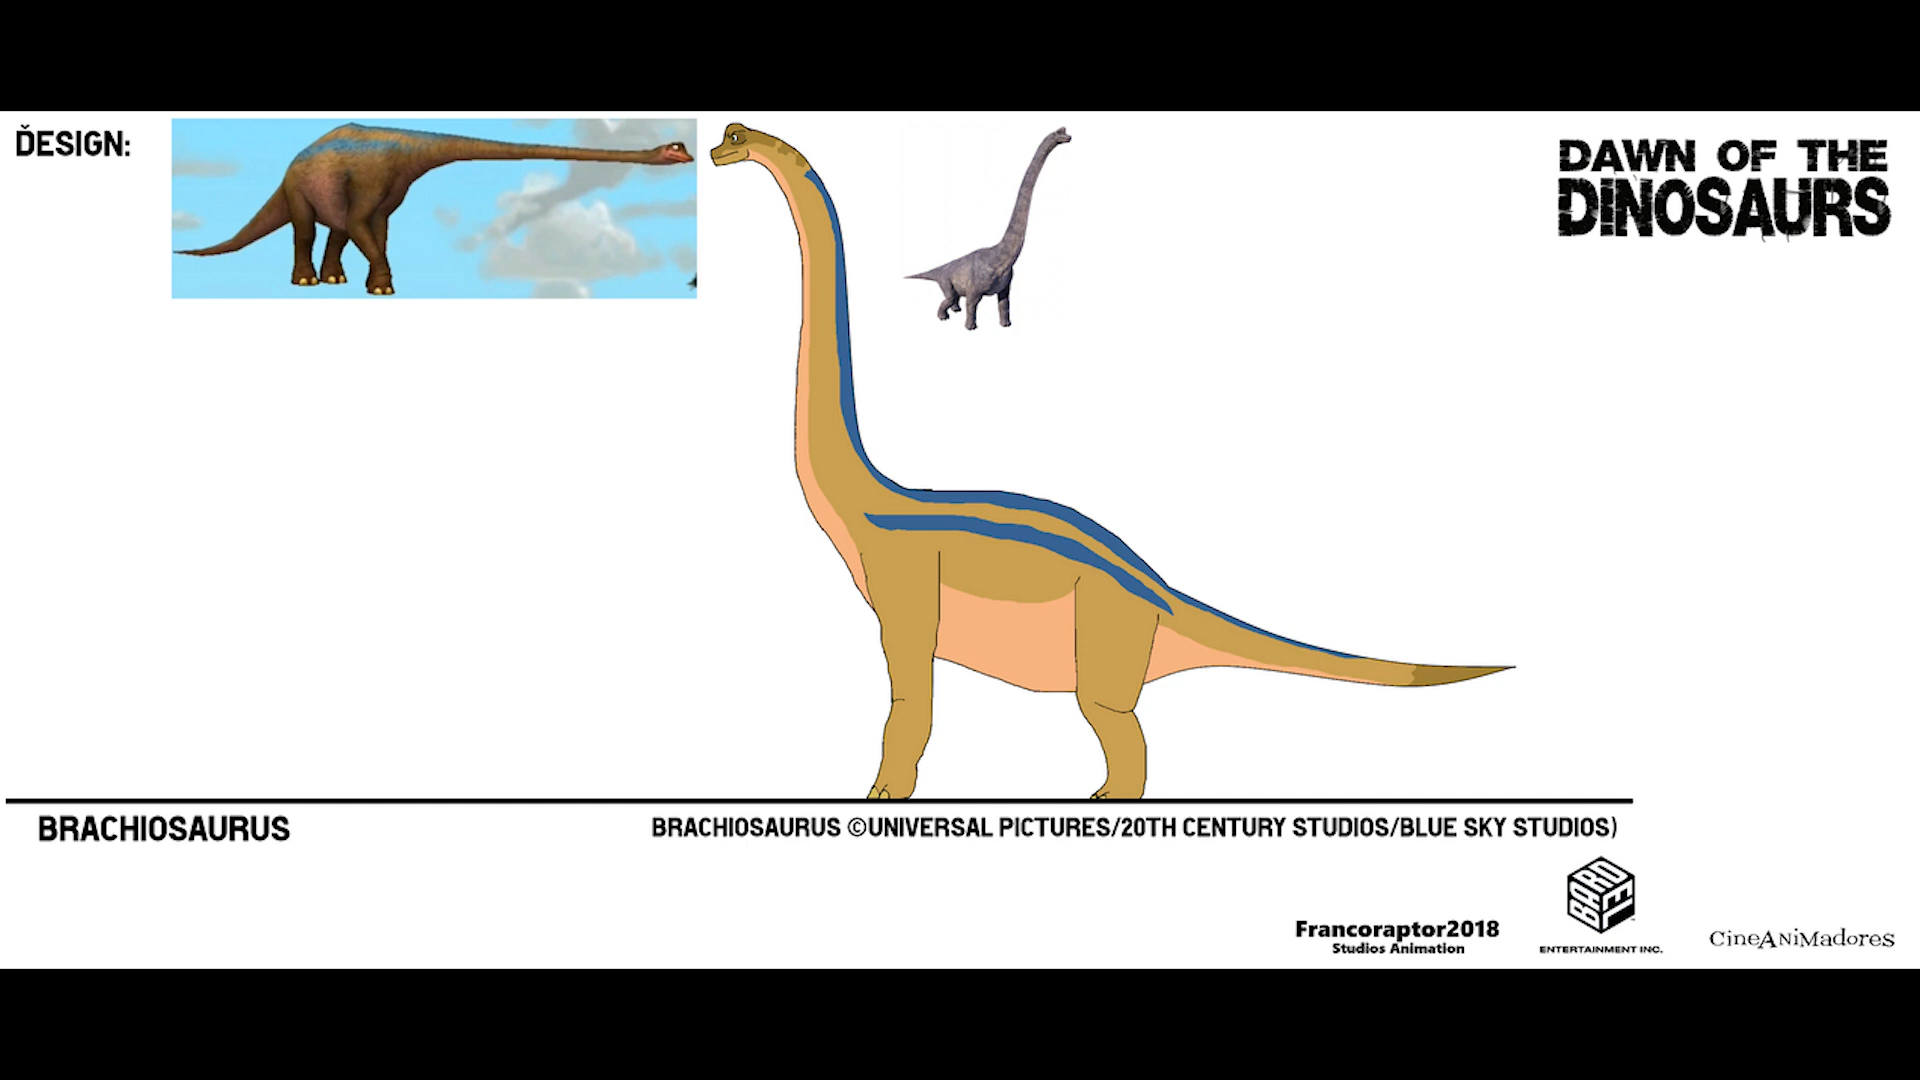 ĎESIGN:
DAWN OF THE
DINOSAURS
BRACHIOSAURUS
BRACHIOSAURUS ©UNIVERSAL PICTURES/20TH CENTURY STUDIOS/BLUE SKY STUDIOS)
Francoraptor2018
Studios Animation
ENTERTAINMENT INC.
CineANiMadores